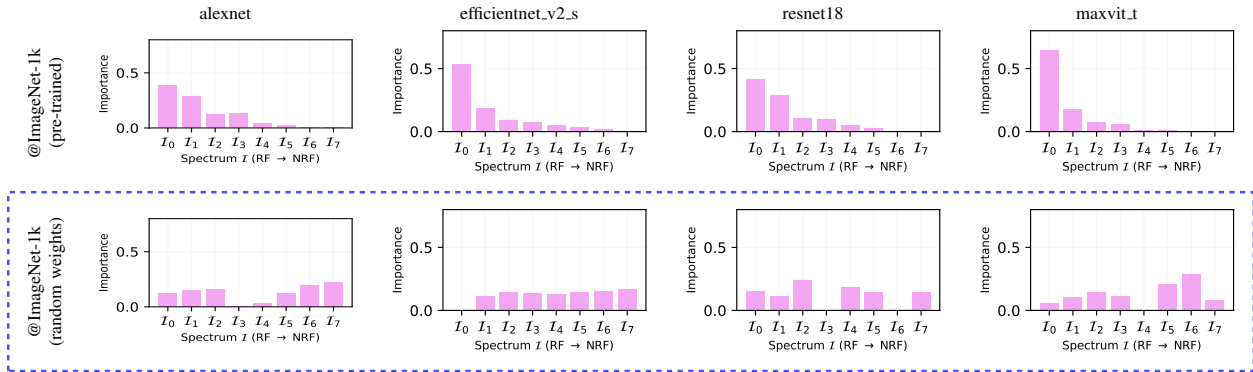 alexnet
efficientnet_v2_s
resnet18
maxvit_t
@ImageNet-1k
(pre-trained)
Importance
0.5
0.0
I0 I1 I2 I3 I4 I5 I6 I7
Spectrum I (RF → NRF)
Importance
0.5
0.0
I0 I1 I2 I3 I4 I5 I6 I7
Spectrum I (RF → NRF)
Importance
0.5
0.0
I0 I1 I2 I3 I4 I5 I6 I7
Spectrum I (RF → NRF)
Importance
0.5
0.0
I0 I1 I2 I3 I4 I5 I6 I7
Spectrum I (RF → NRF)
@ImageNet-1k
(random weights)
Importance
0.5
0.0
I0 I1 I2 I3 I4 I5 I6 I7
Spectrum I (RF → NRF)
Importance
0.5
0.0
I0 I1 I2 I3 I4 I5 I6 I7
Spectrum I (RF → NRF)
Importance
0.5
0.0
I0 I1 I2 I3 I4 I5 I6 I7
Spectrum I (RF → NRF)
Importance
0.5
0.0
I0 I1 I2 I3 I4 I5 I6 I7
Spectrum I (RF → NRF)